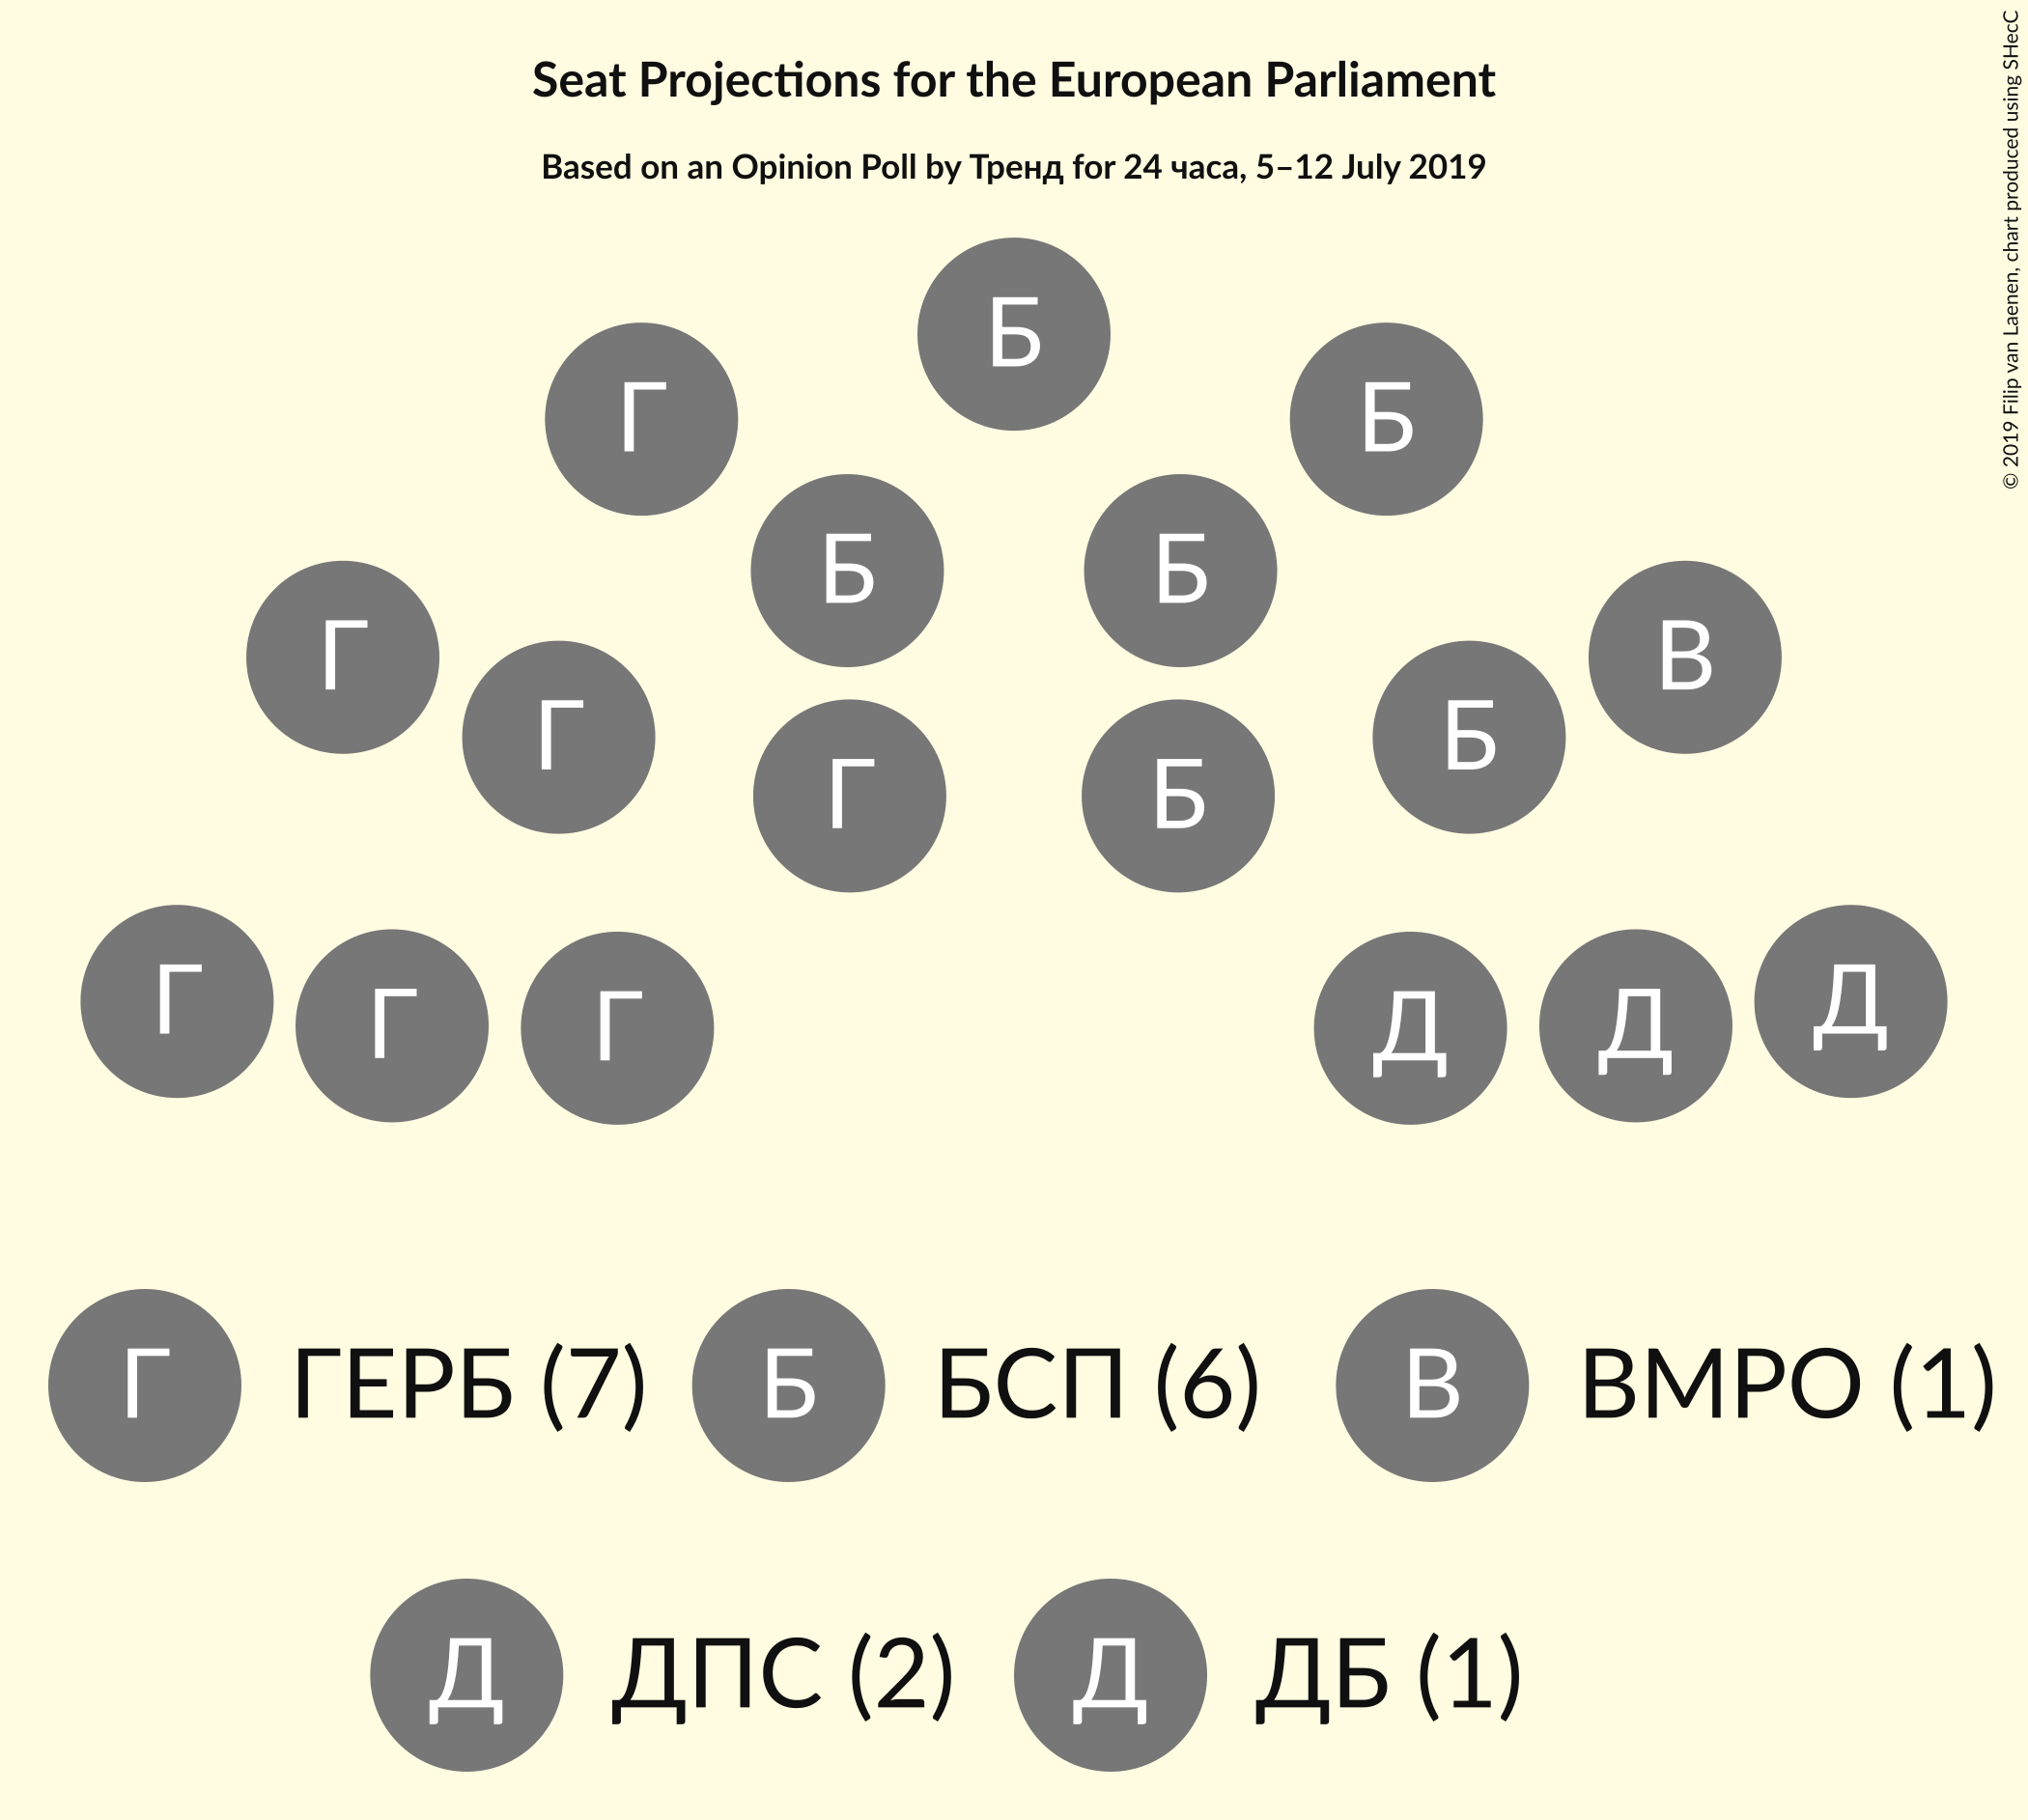 Seat Projections for the European Parliament
Based on an Opinion Poll by Тренд for 24 часа, 5–12 July 2019
© 2019 Filip van Laenen, chart produced using SHecC
Б
Г Б
Б Б
Г В
Г Б
Г Б
Г Г Г Д Д Д
Г ГЕРБ (7) Б БСП (6) В ВМРО (1)
Д ДПС (2) Д ДБ (1)